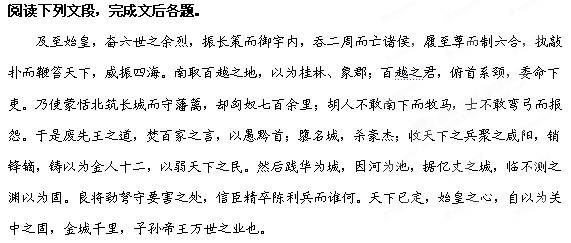 阅读下列文段，完成文后各题。
及至始皇，奋六世之余烈，振长策而御宇内，吞二周而亡诸侯，履至尊而制六合，执敲
扑而鞭笞天下，威振四海。南取百越之地，以为桂林、象郡；百越之君，俯首系颈，委命下
吏。乃使蒙恬北筑长城而守藩篱，却匈奴七百余里；胡人不敢南下而牧马，士不敢弯弓而报
怨。于是废先王之道，焚百家之言，以愚黔首；隳名城，杀豪杰；收天下之兵聚之咸阳，销
锋镝，铸以为金人十二，以弱天下之民。然后践华为城，因河为池，据亿丈之城，临不测之
渊以为固。良将劲弩守要害之处，信臣精卒陈利兵而谁何。天下已定，始皇之心，自以为关
中之固，金城千里，子孙帝王万世之业也。